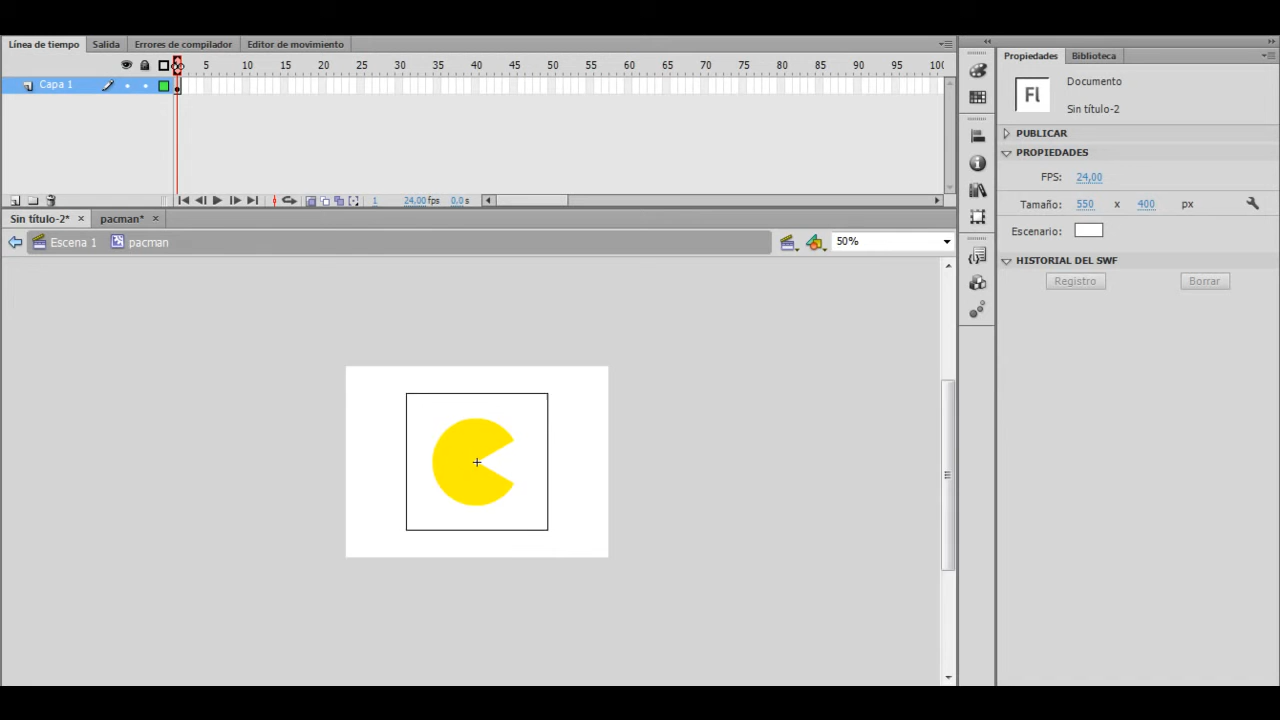 Línea de tiempo Salida Errores de compilador Editor de movimiento
5 10 15 20 25 30 35 40 45 50 55 60 65 70 75 80 85 90 95 100
Capa 1
1 24,00 fps 0,0 s
Sin título-2* pacman*
Escena 1 pacman 50%
Propiedades Biblioteca
Fl
Documento
Sin título-2
PUBLICAR
PROPIEDADES
FPS: 24,00
Tamaño: 550 x 400 px
Escenario:
HISTORIAL DEL SWF
Registro Borrar